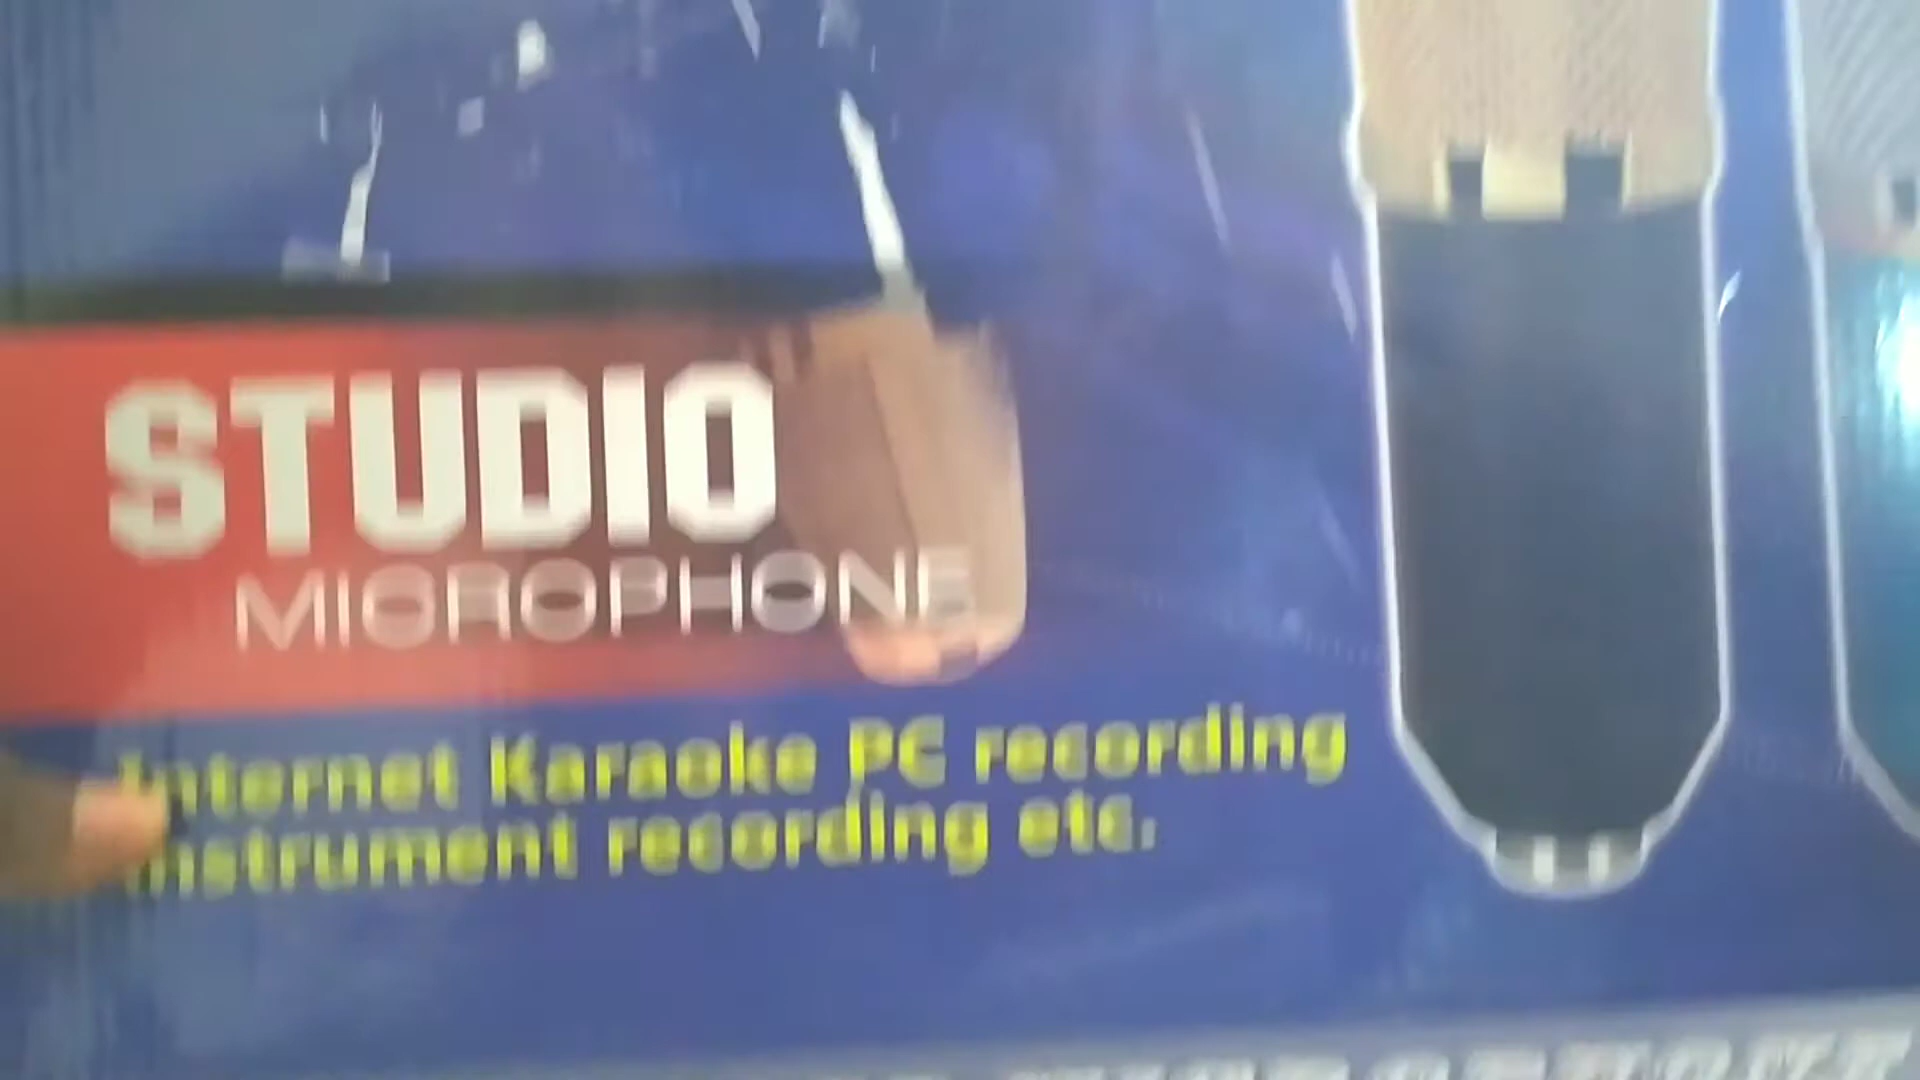 STUDIO
MICROPHONE
Internet Karaoke PC recording
instrument recording etc.